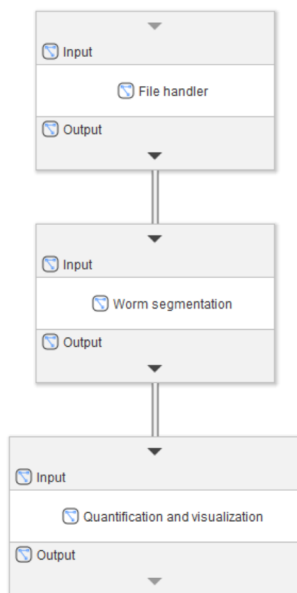 Input
File handler
Output
Input
Worm segmentation
Output
Input
Quantification and visualization
Output